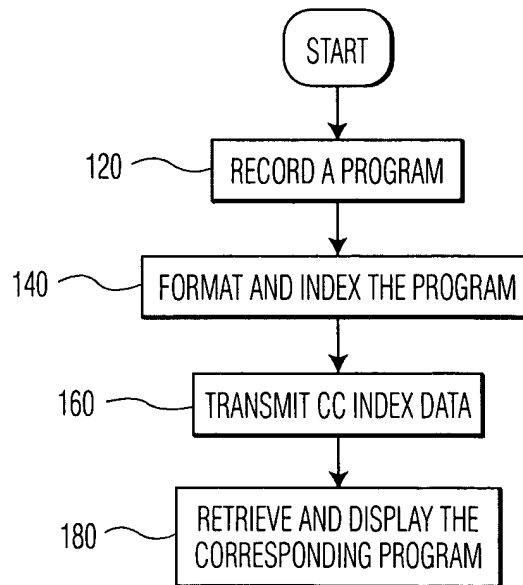 START
120
RECORD A PROGRAM
140
FORMAT AND INDEX THE PROGRAM
160
TRANSMIT CC INDEX DATA
180
RETRIEVE AND DISPLAY THE
CORRESPONDING PROGRAM